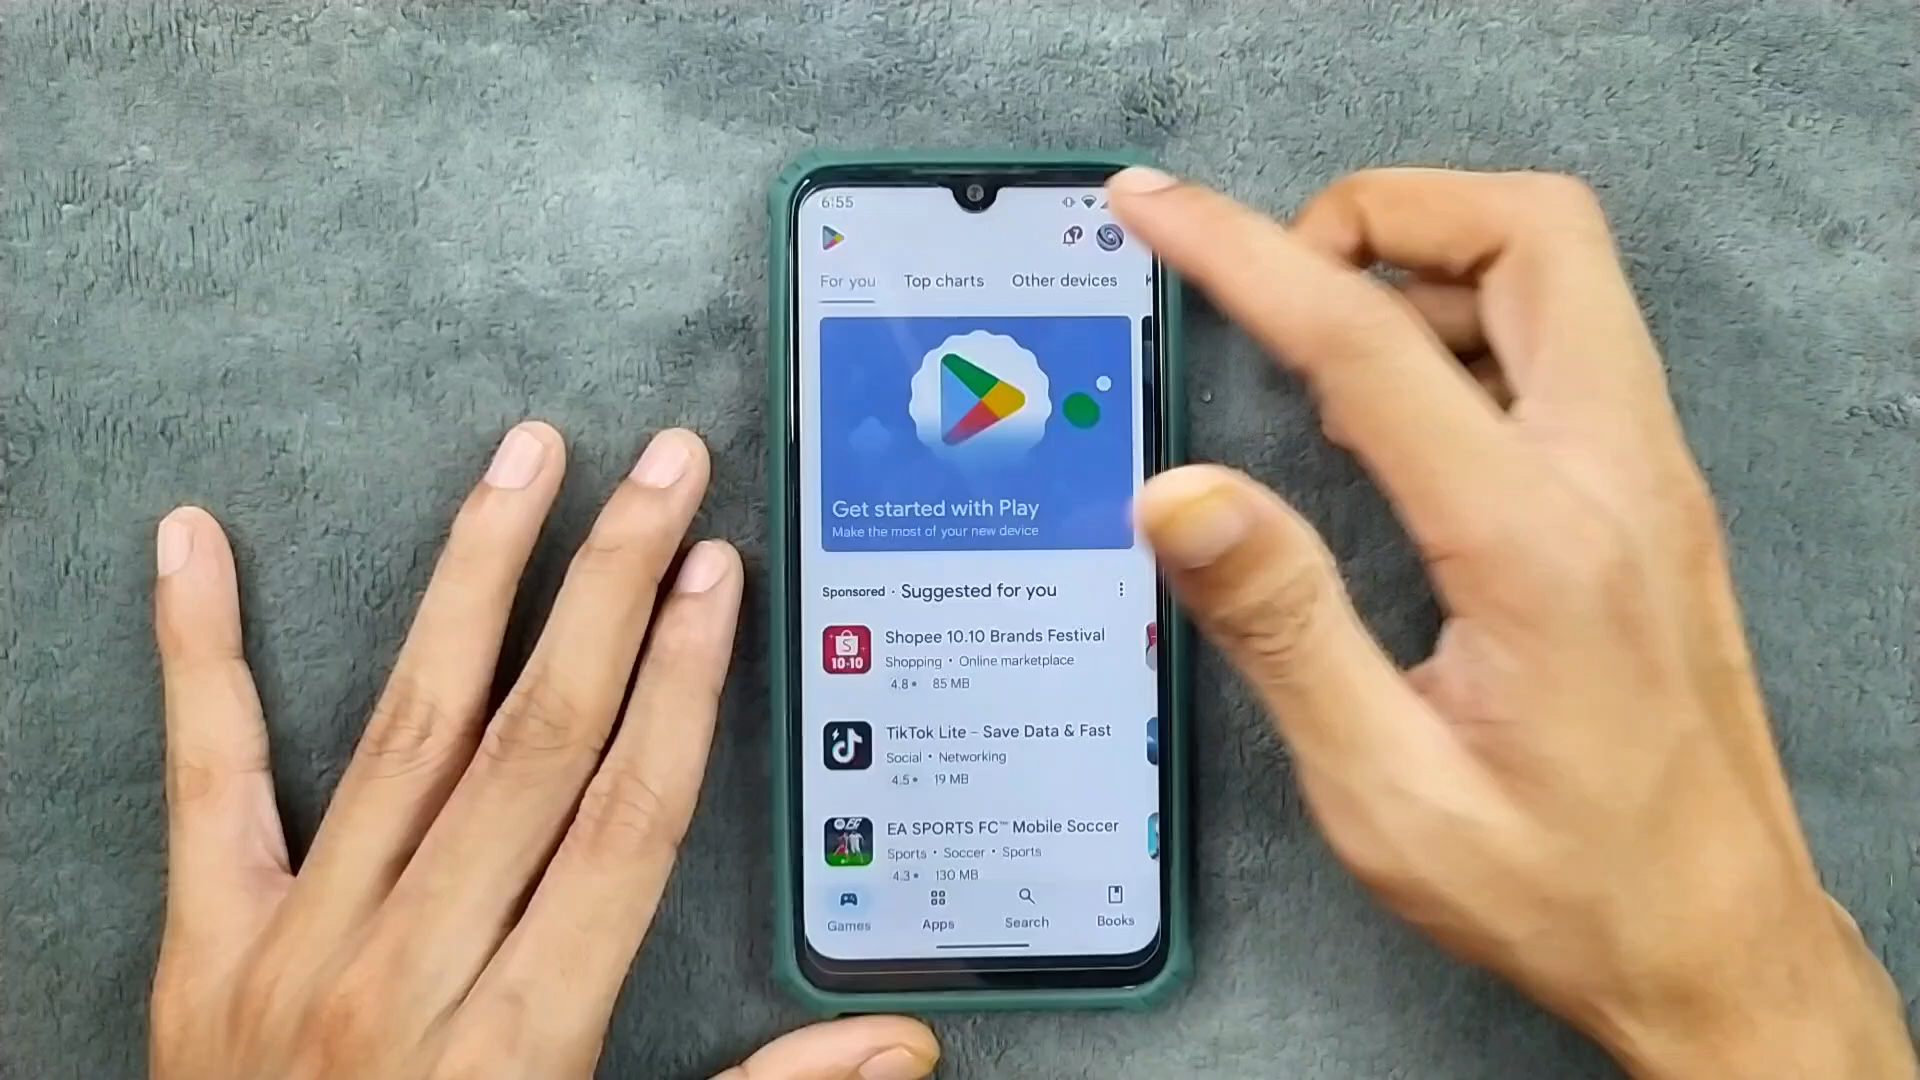 6:55
For you Top charts Other devices K
Get started with Play
Make the most of your new device
Sponsored · Suggested for you
S
10·10
Shopee 10.10 Brands Festival
Shopping • Online marketplace
4.8 85 MB
TikTok Lite – Save Data & Fast
Social • Networking
4.5 19 MB
FC
EA SPORTS FC™ Mobile Soccer
Sports • Soccer • Sports
4.3 130 MB
Games Apps Search Books